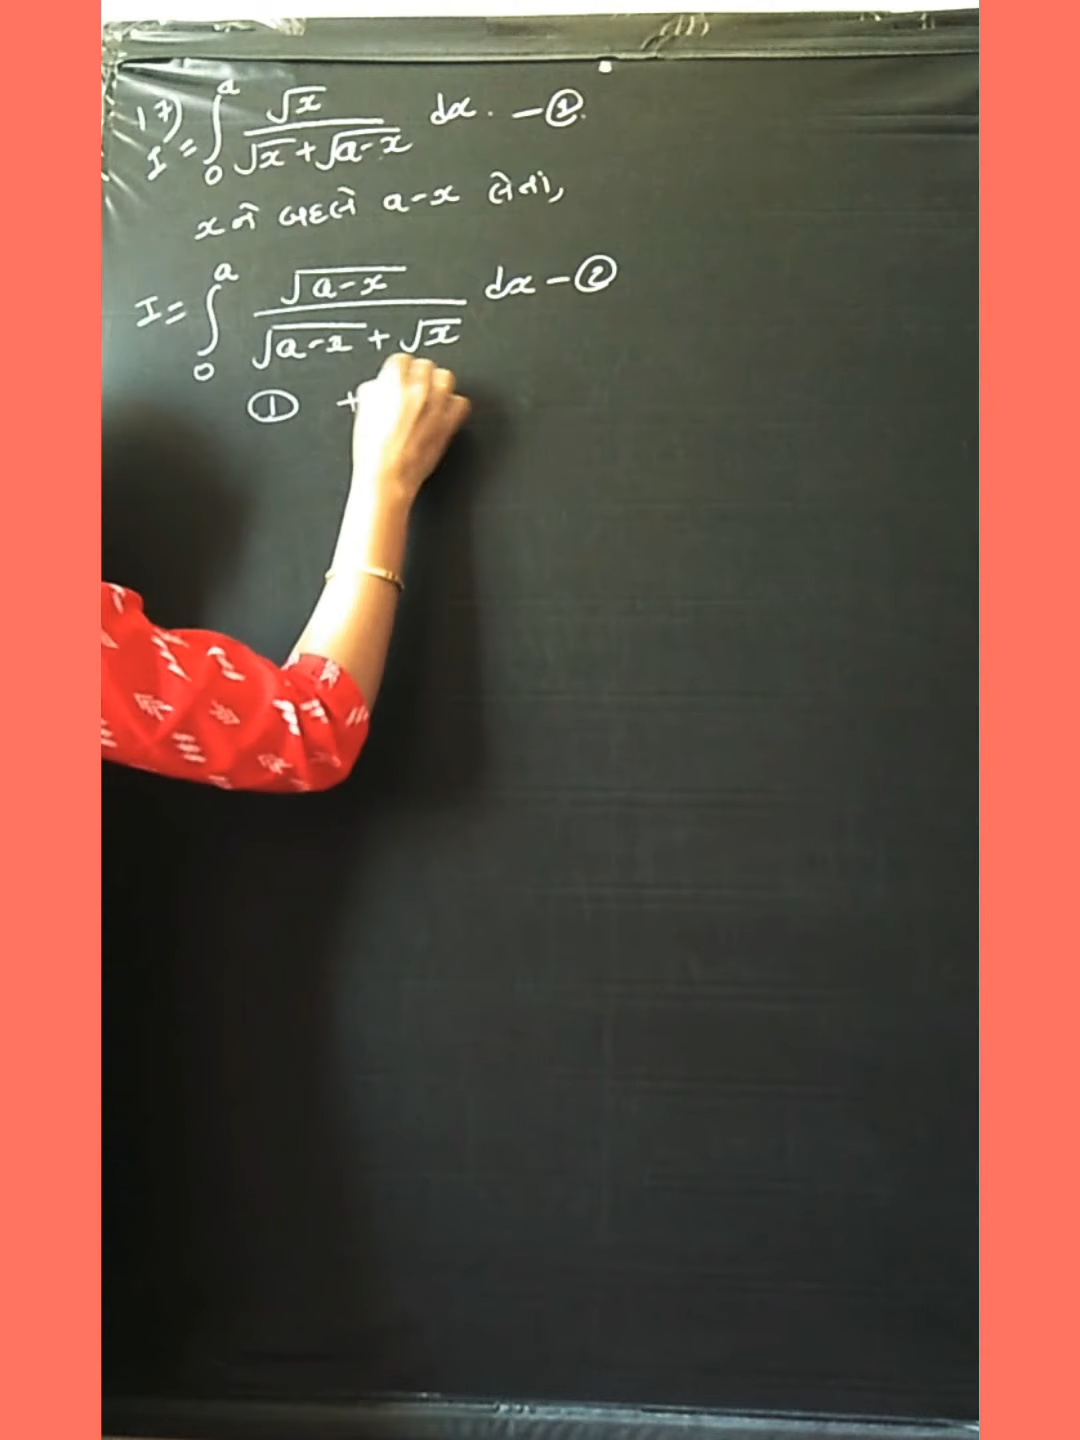 17)
I = ∫₀ᵃ √x / (√x + √(a-x)) dx. - ①.
x ને બદલે a-x લેતાં,
I = ∫₀ᵃ √(a-x) / (√(a-x) + √x) dx - ②
① +